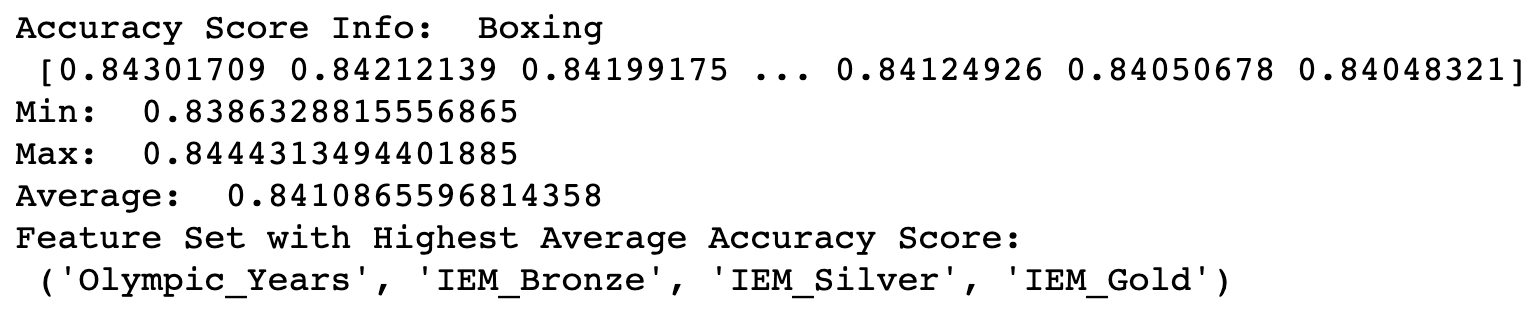 Accuracy Score Info:  Boxing
 [0.84301709 0.84212139 0.84199175 ... 0.84124926 0.84050678 0.84048321]
Min:  0.8386328815556865
Max:  0.8444313494401885
Average:  0.8410865596814358
Feature Set with Highest Average Accuracy Score:
 ('Olympic_Years', 'IEM_Bronze', 'IEM_Silver', 'IEM_Gold')